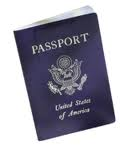 PASSPORT
United States
of America